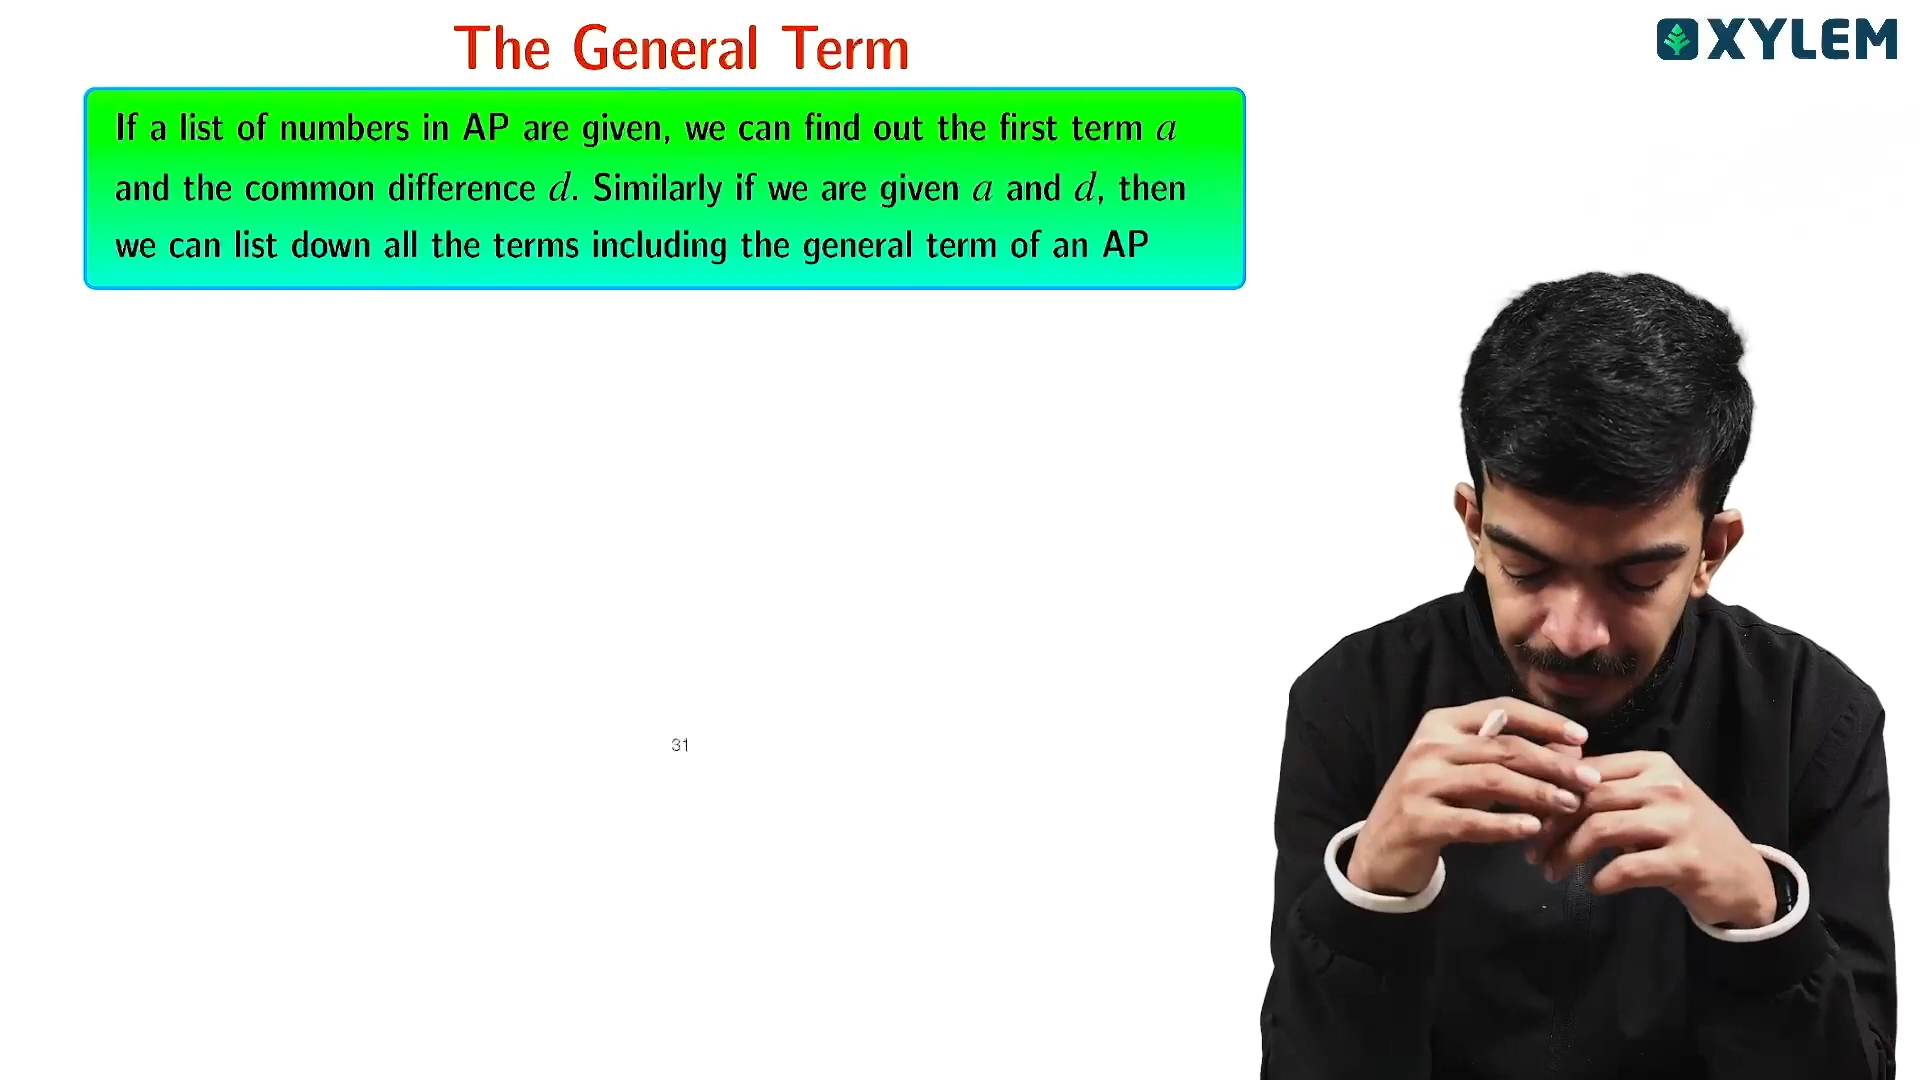 The General Term
XYLEM
If a list of numbers in AP are given, we can find out the first term a
and the common difference d. Similarly if we are given a and d, then
we can list down all the terms including the general term of an AP
31